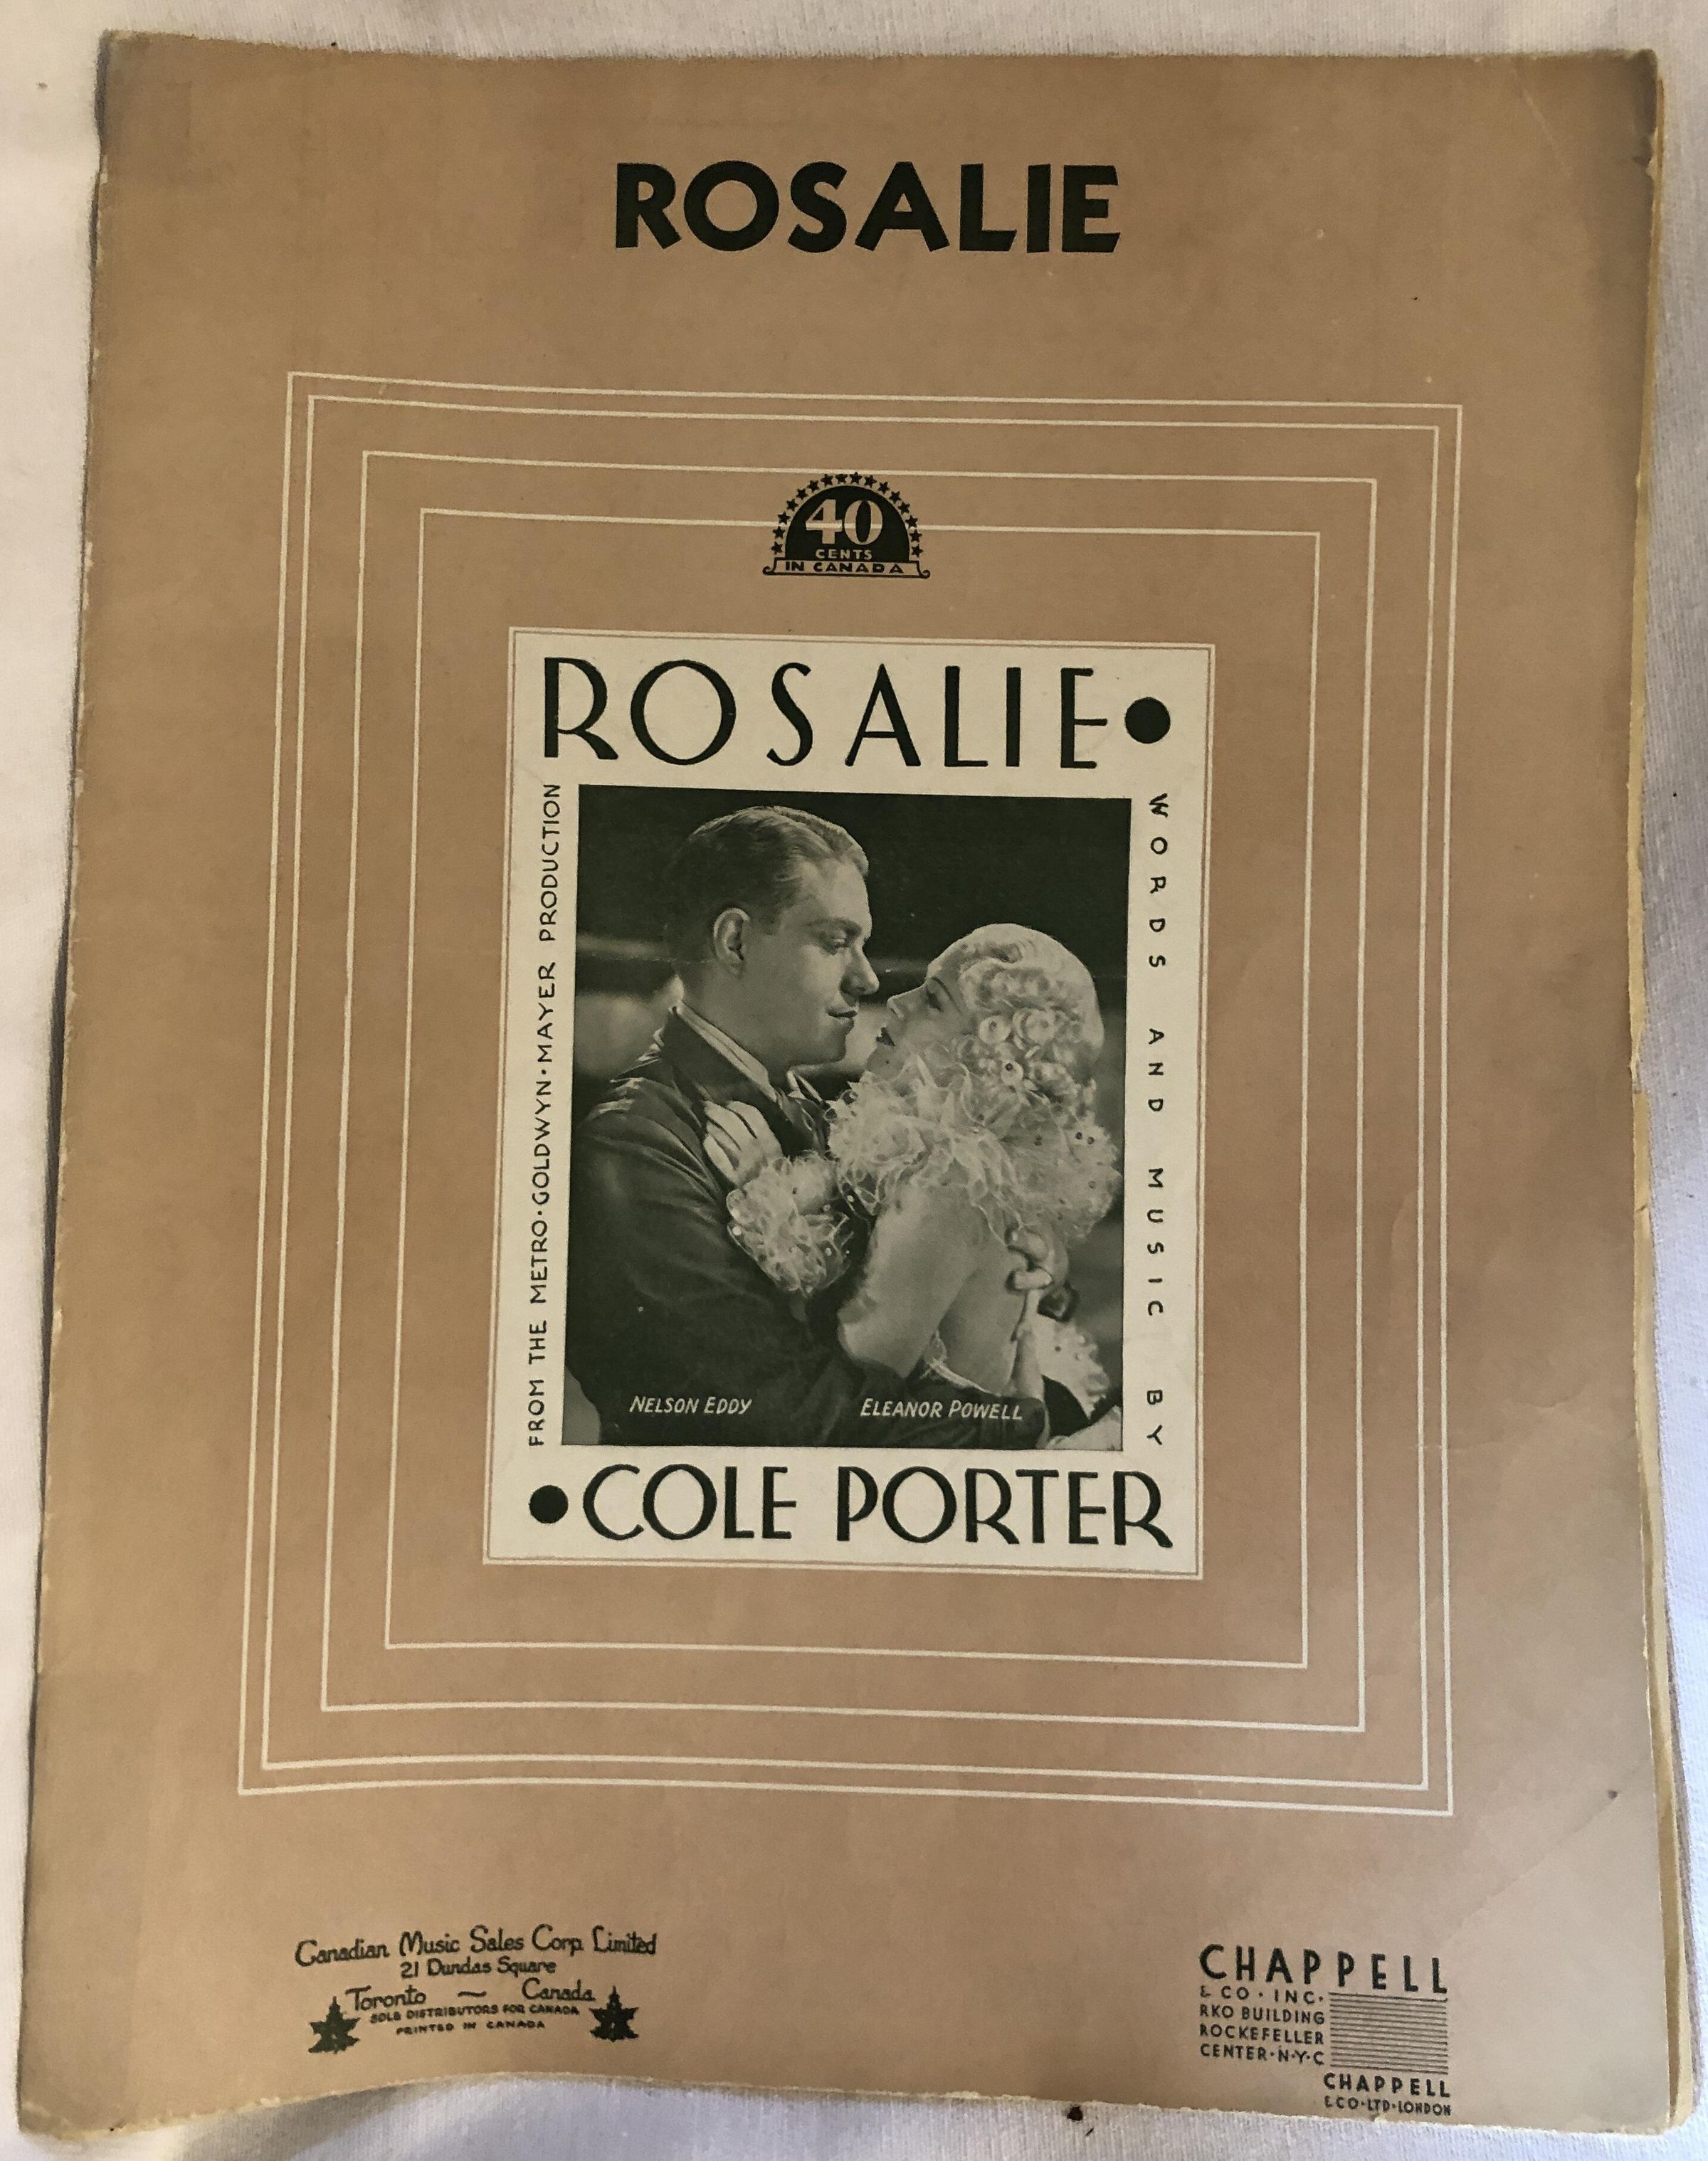 ROSALIE
40
CENTS
IN CANADA
ROSALIE•
FROM THE METRO·GOLDWYN·MAYER PRODUCTION
WORDS AND MUSIC BY
NELSON EDDY
ELEANOR POWELL
•COLE PORTER
Canadian Music Sales Corp. Limited
21 Dundas Square
Toronto ~ Canada
SOLE DISTRIBUTORS FOR CANADA
PRINTED IN CANADA
CHAPPELL
& CO · INC·
RKO BUILDING
ROCKEFELLER
CENTER·N·Y·C
CHAPPELL
& CO·LTD·LONDON